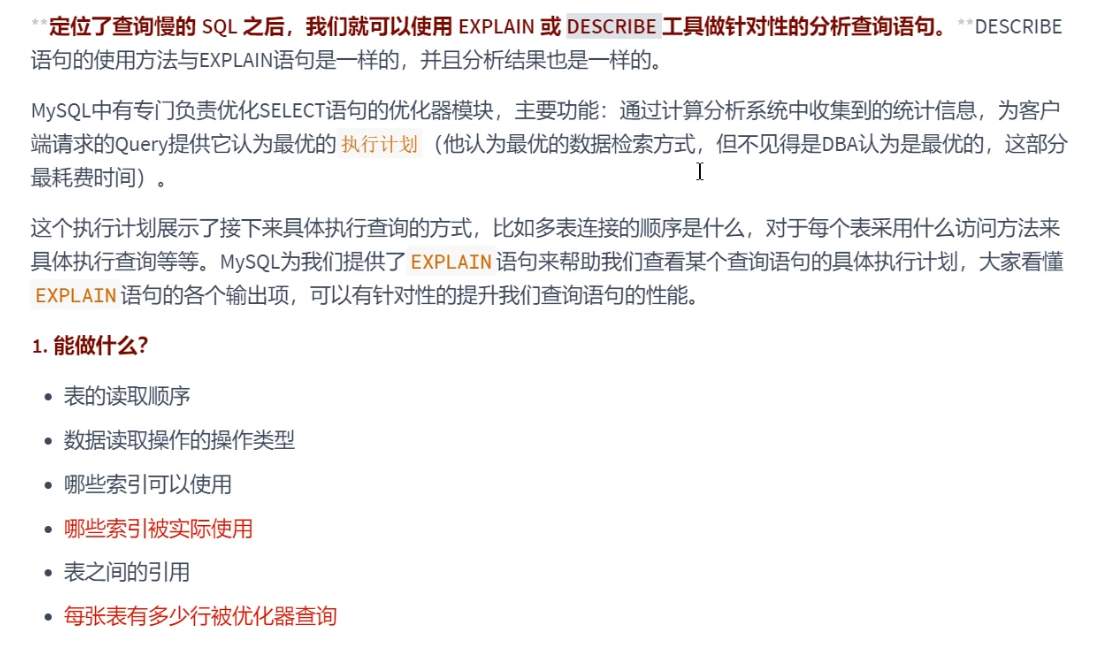 **定位了查询慢的 SQL 之后，我们就可以使用 EXPLAIN 或 DESCRIBE 工具做针对性的分析查询语句。**DESCRIBE
语句的使用方法与EXPLAIN语句是一样的，并且分析结果也是一样的。
MySQL中有专门负责优化SELECT语句的优化器模块，主要功能：通过计算分析系统中收集到的统计信息，为客户
端请求的Query提供它认为最优的 执行计划 （他认为最优的数据检索方式，但不见得是DBA认为是最优的，这部分
最耗费时间）。
这个执行计划展示了接下来具体执行查询的方式，比如多表连接的顺序是什么，对于每个表采用什么访问方法来
具体执行查询等等。MySQL为我们提供了 EXPLAIN 语句来帮助我们查看某个查询语句的具体执行计划，大家看懂
EXPLAIN 语句的各个输出项，可以有针对性的提升我们查询语句的性能。
1. 能做什么？
• 表的读取顺序
• 数据读取操作的操作类型
• 哪些索引可以使用
• 哪些索引被实际使用
• 表之间的引用
• 每张表有多少行被优化器查询